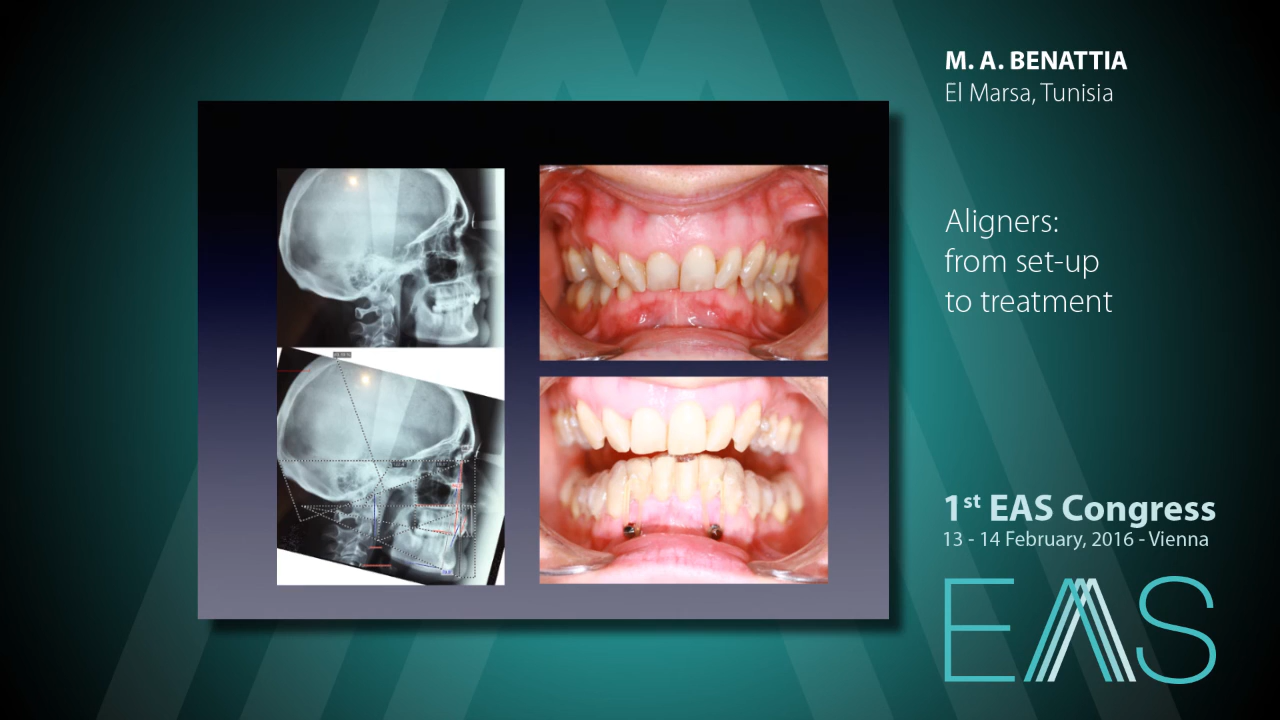 M. A. BENATTIA
El Marsa, Tunisia
Aligners:
from set-up
to treatment
1st EAS Congress
13 - 14 February, 2016 - Vienna
EAS